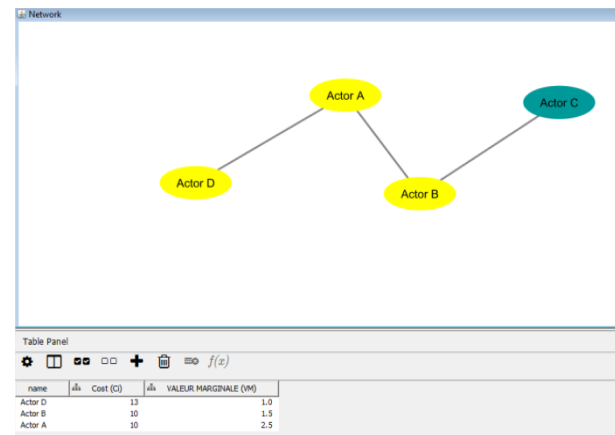 Network
Actor A
Actor C
Actor D
Actor B
Table Panel
f(x)
name Cost (Ci) VALEUR MARGINALE (VM)
Actor D 13 1.0
Actor B 10 1.5
Actor A 10 2.5